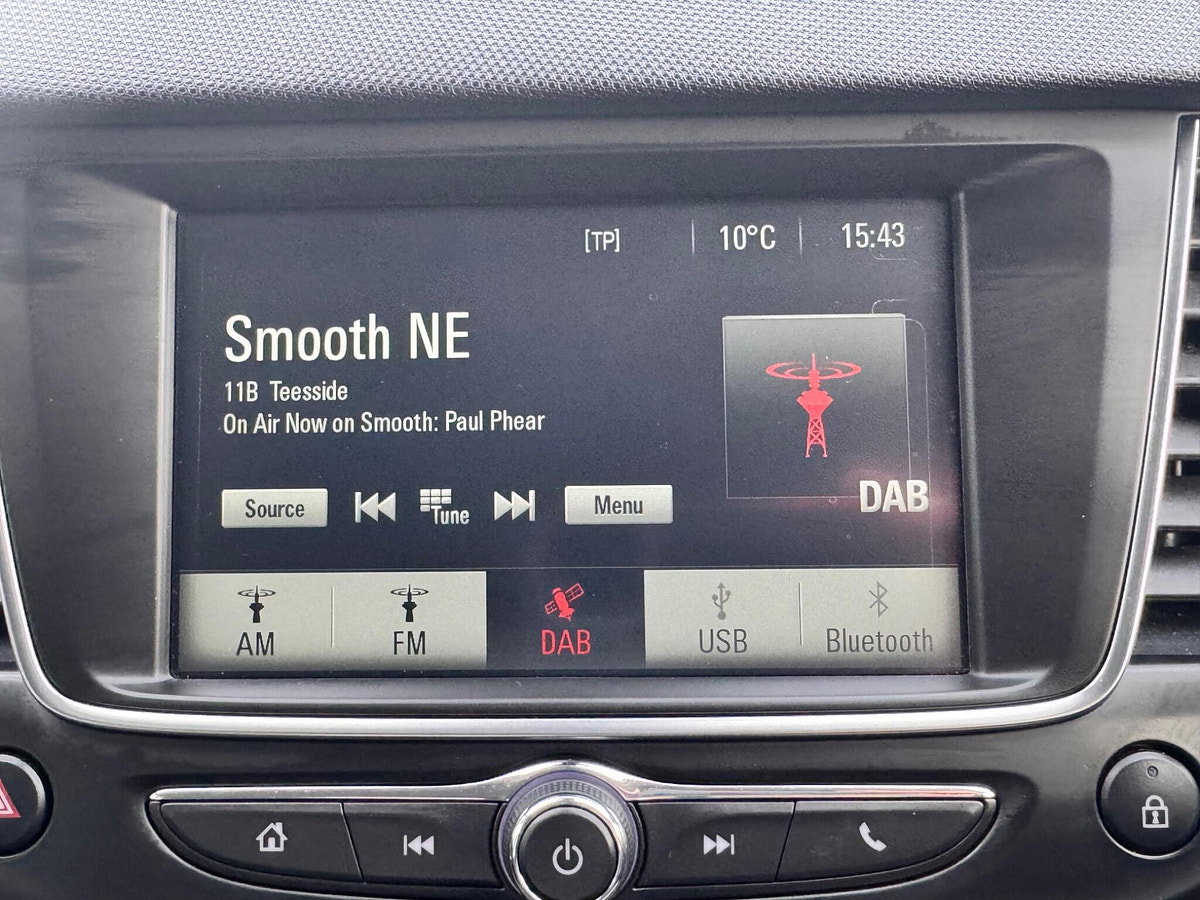 [TP] 10°C 15:43
Smooth NE
11B Teesside
On Air Now on Smooth: Paul Phear
DAB
Source Tune Menu
AM FM DAB USB Bluetooth